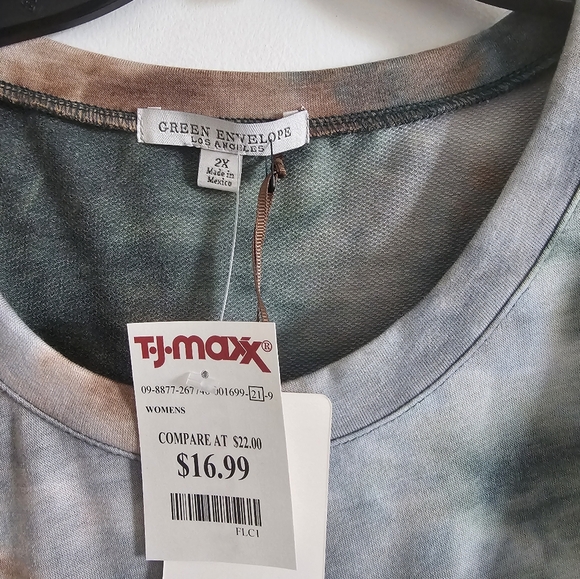 GREEN ENVELOPE
LOS ANGELES
2X
Made in
Mexico
T·J·maxx®
WOMENS
COMPARE AT $22.00
$16.99
FLC1